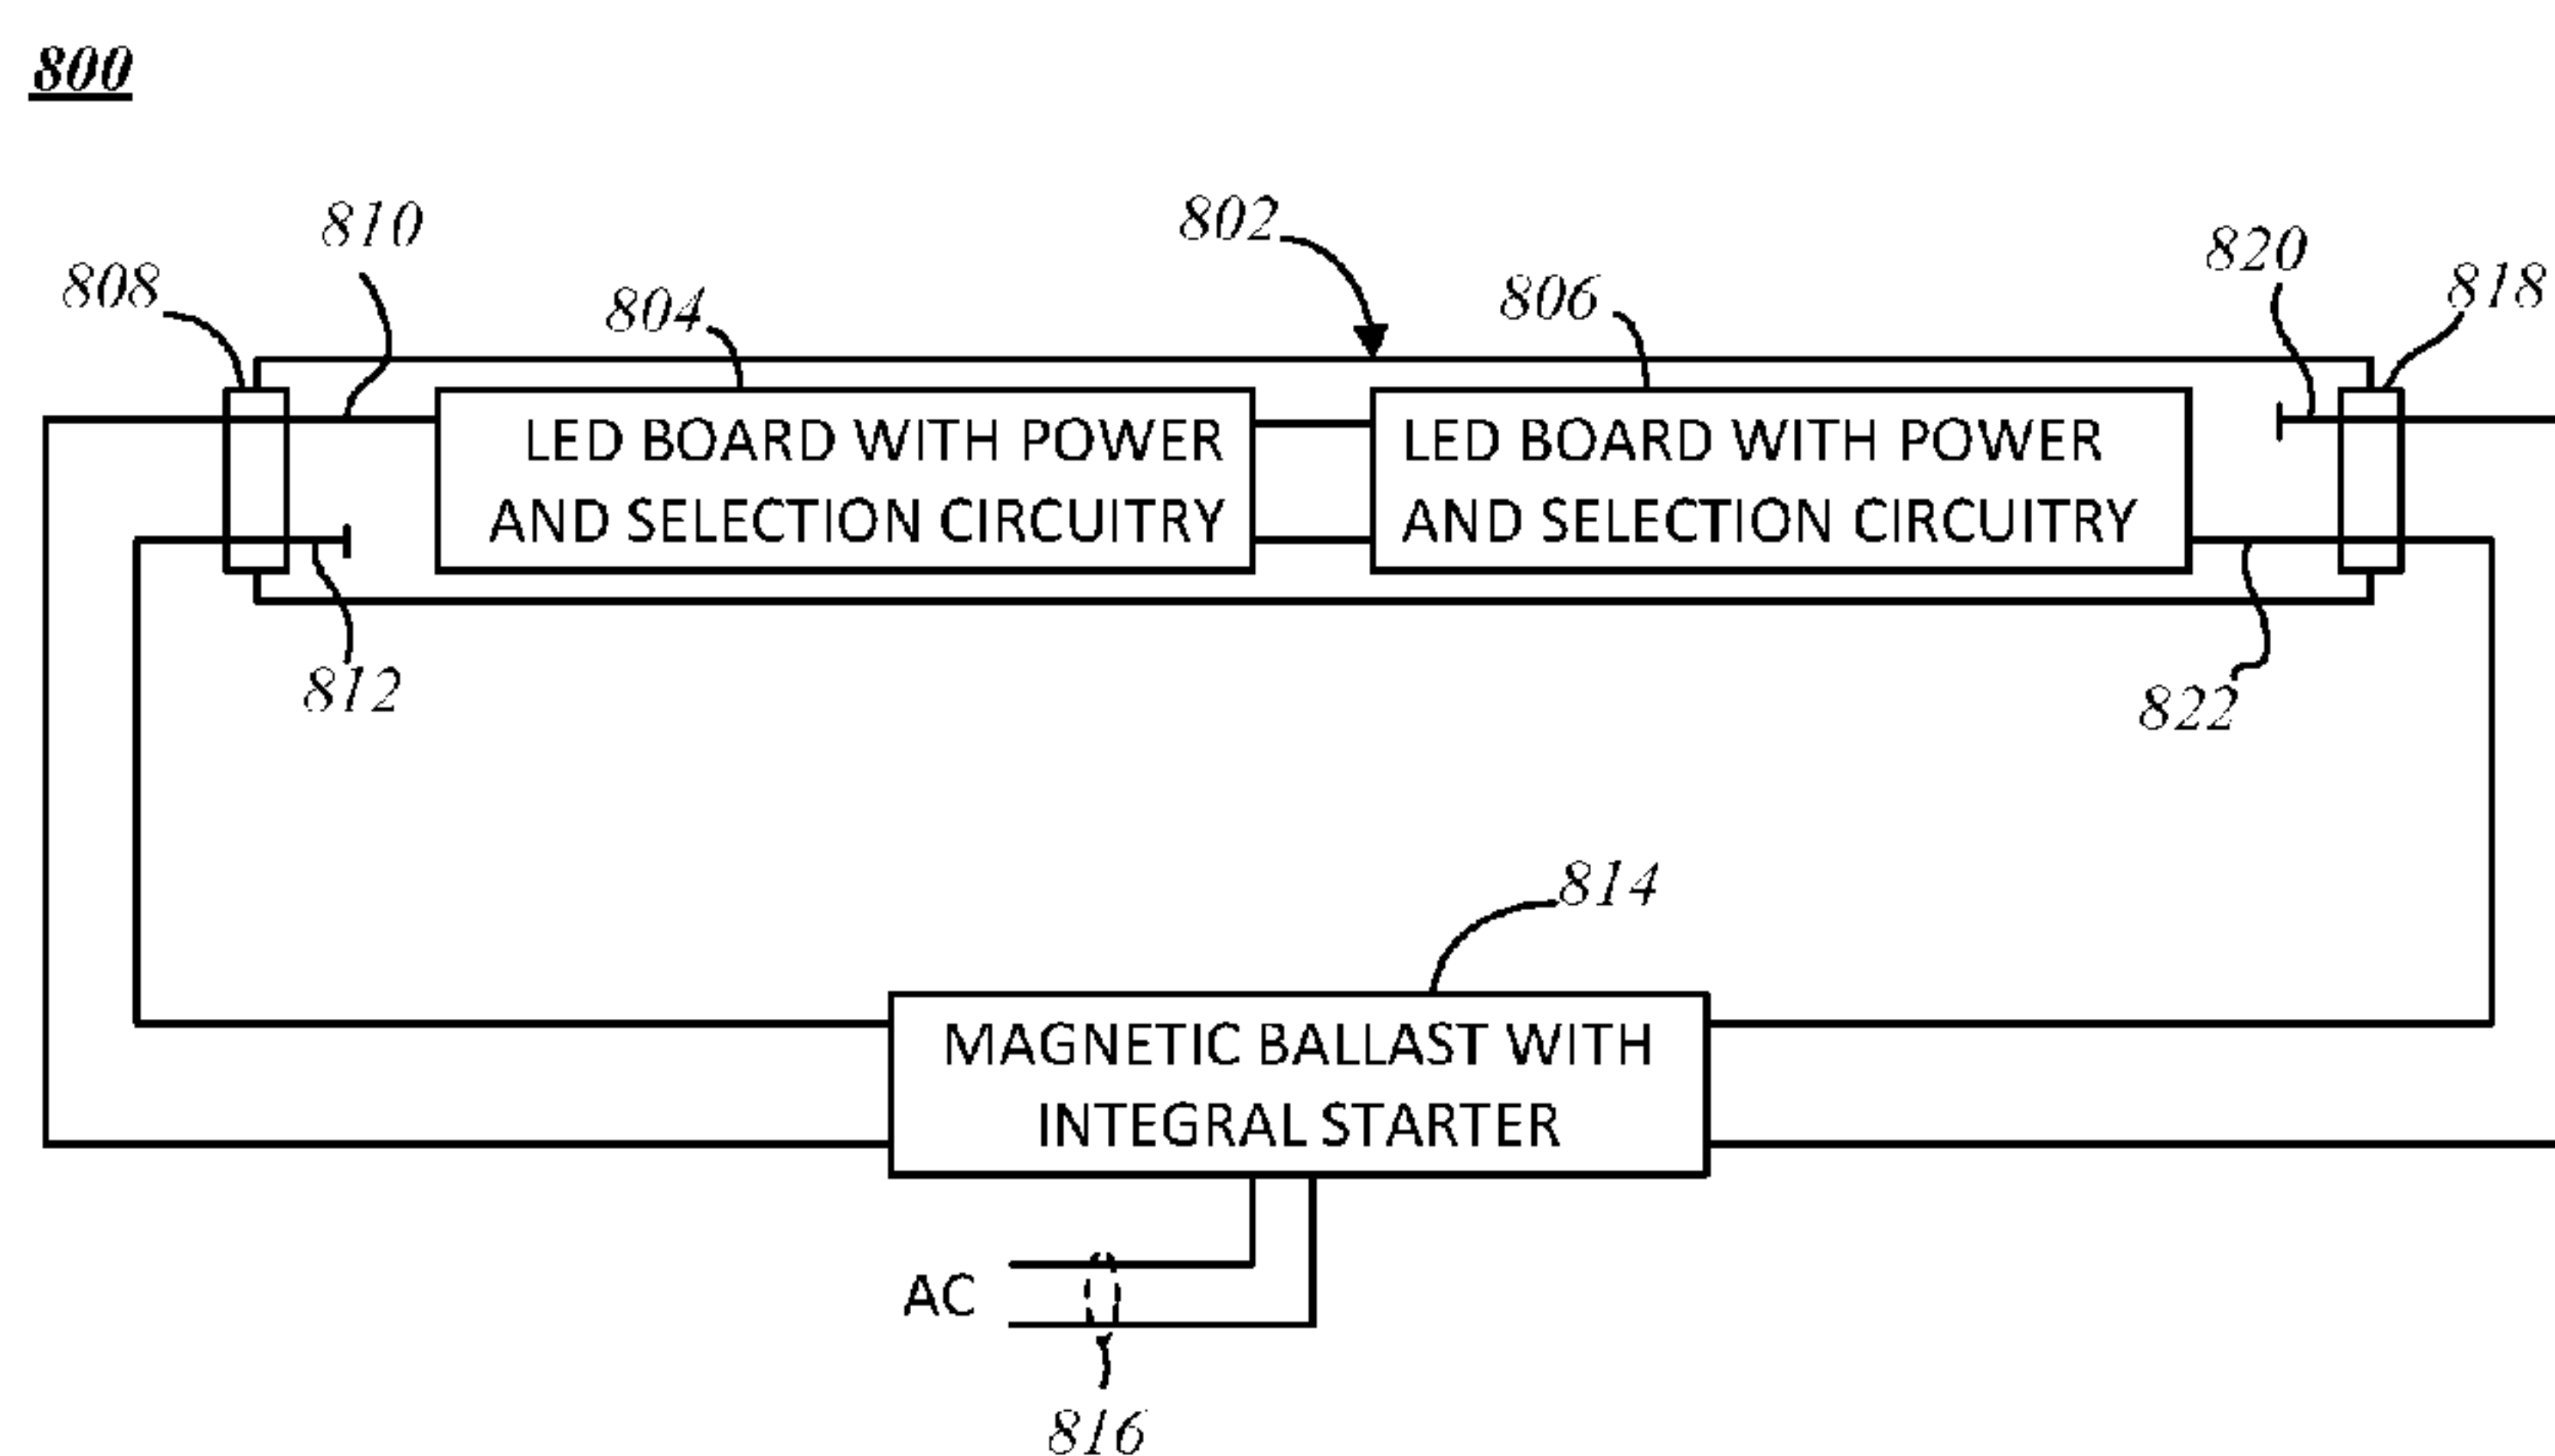 800
802
820
810
818
808
806
804
LED BOARD WITH POWER
AND SELECTION CIRCUITRY
LED BOARD WITH POWER
AND SELECTION CIRCUITRY
812
822
814
MAGNETIC BALLAST WITH
INTEGRAL STARTER
AC
816